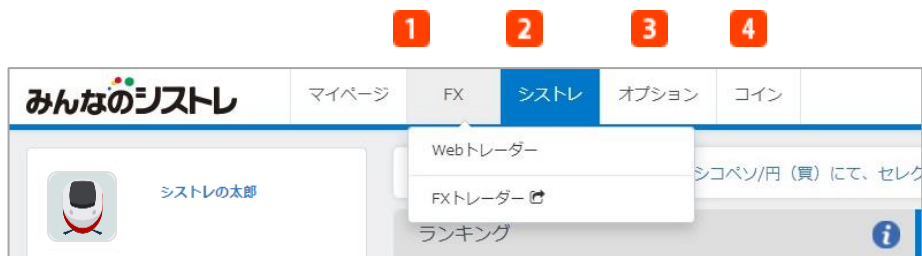 1 2 3 4
みんなのシストレ マイページ FX シストレ オプション コイン
Webトレーダー
シストレの太郎 シコペソ/円（買）にて、セレク
FXトレーダー
ランキング i